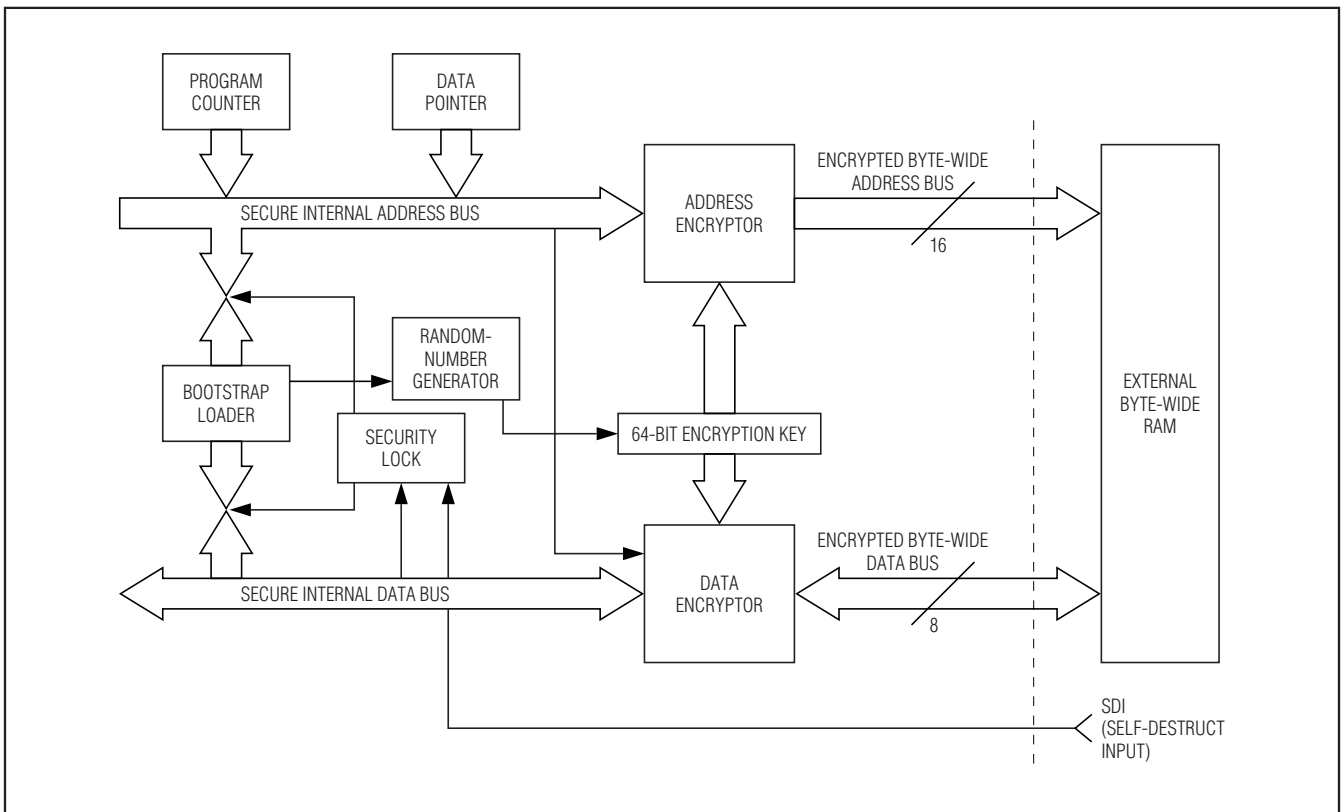 PROGRAM
COUNTER
DATA
POINTER
ENCRYPTED BYTE-WIDE
ADDRESS BUS
SECURE INTERNAL ADDRESS BUS
ADDRESS
ENCRYPTOR
16
RANDOM-
NUMBER
GENERATOR
BOOTSTRAP
LOADER
SECURITY
LOCK
64-BIT ENCRYPTION KEY
EXTERNAL
BYTE-WIDE
RAM
ENCRYPTED BYTE-WIDE
DATA BUS
SECURE INTERNAL DATA BUS
DATA
ENCRYPTOR
8
SDI
(SELF-DESTRUCT
INPUT)